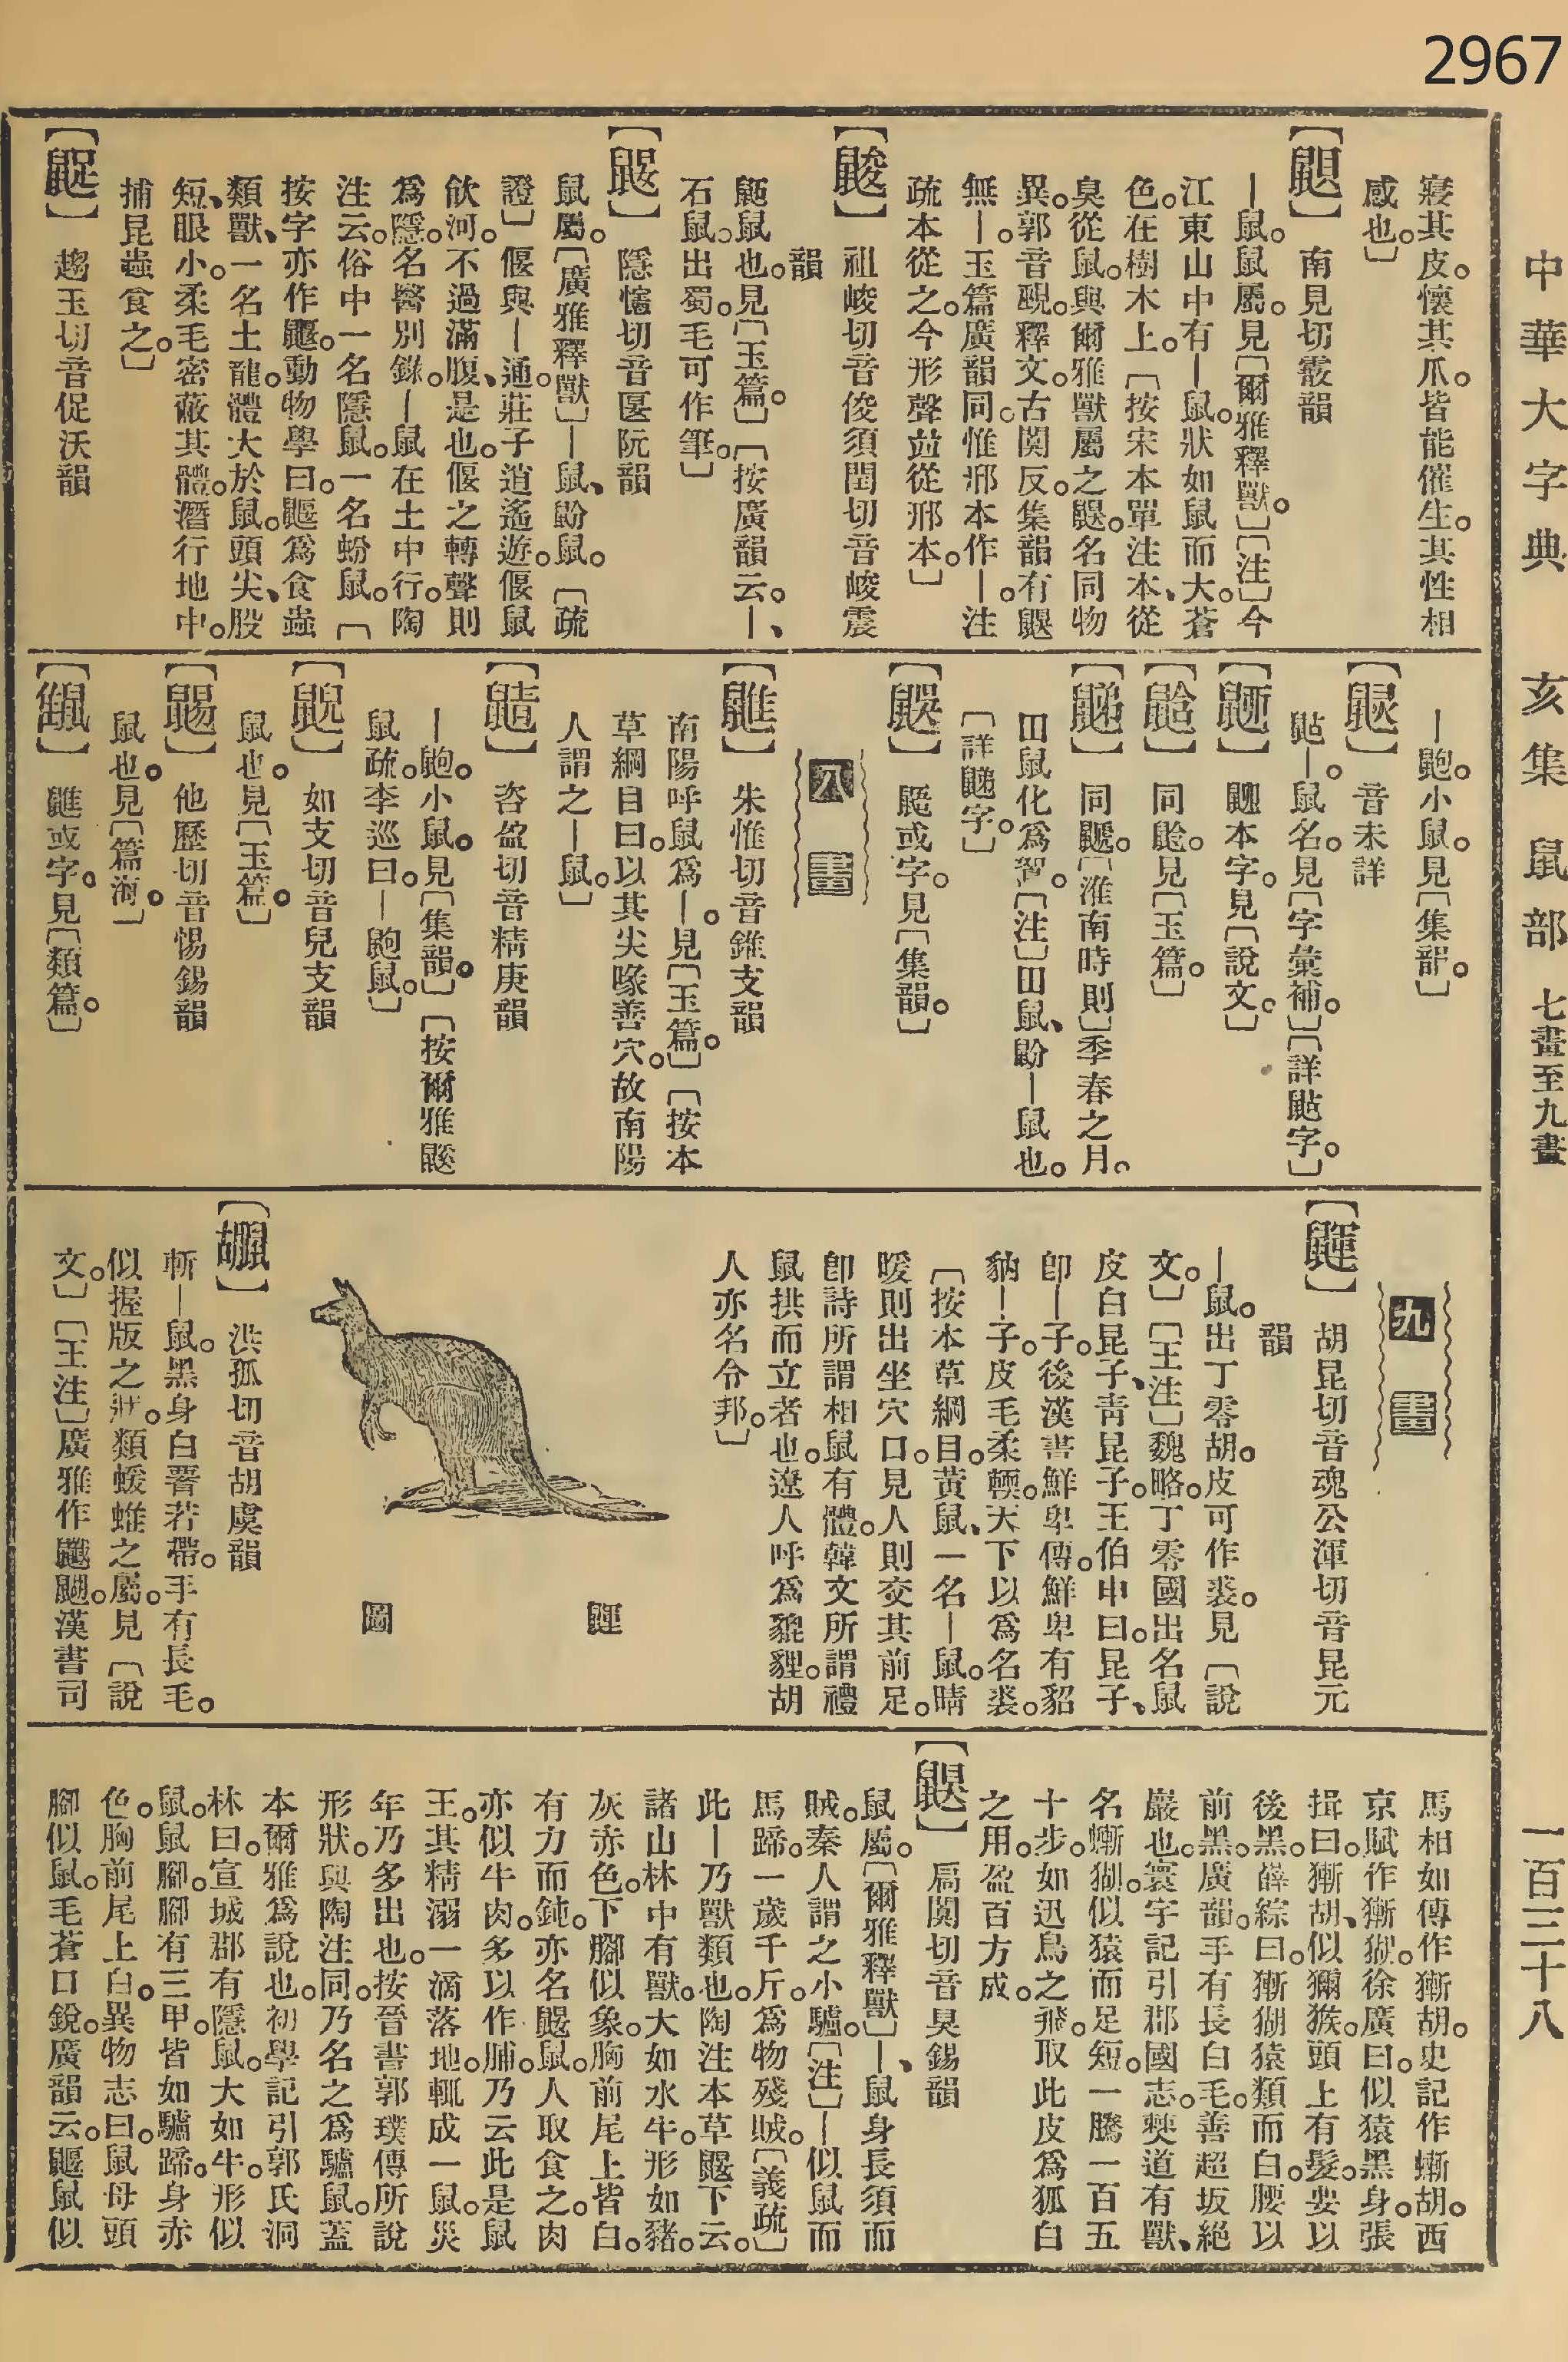 2967
中華大字典 亥集 鼠部 七畫至九畫
一百三十八
寢其皮。懷其爪。皆能催生。其性相
感也。〕
南見切音霰韻
—鼠。鼠屬。見〔爾雅釋獸。〕〔注〕今
江東山中有—鼠。狀如鼠而大。蒼
色。在樹木上。〔按宋本單注本、從
臭從鼠。與爾雅獸屬之鼳。名同物
異。郭音覤。釋文。古闃反。集韻有鼳
無—。玉篇廣韻同。惟邢本作—注
疏本從之。今形聲竝從邢本。〕
〔鼭〕
祖峻切音俊須閏切音峻震
韻
鼫鼠也。見〔玉篇。〕〔按廣韻云。—、
石鼠。出蜀。毛可作筆。〕
〔鼴〕
隱幰切音匽阮韻
鼠屬。〔廣雅釋獸〕—鼠、鼢鼠。〔疏
證〕偃與—通。莊子逍遙遊。偃鼠
飲河。不過滿腹、是也。偃之轉聲則
爲隱。名醫別錄。—鼠在土中行。陶
注云。俗中一名隱鼠。一名蚡鼠。〔
按字亦作鼴。動物學曰。鼴爲食蟲
類獸、一名土龍。體大於鼠。頭尖、股
短、眼小。柔毛密蔽其體。潛行地中。
捕昆蟲食之。〕
趨玉切音促沃韻
—鼩。小鼠。見〔集韻。〕
音未詳
鼪—。鼠名。見〔字彙補。〕〔詳鼪字。〕
本字。見〔說文。〕
見〔玉篇。〕
〔淮南時則〕季春之月。
田鼠化爲鴽。〔注〕田鼠、鼢—鼠也。
或字。見〔集韻。〕
八畫
朱惟切音錐支韻
南陽呼鼠爲—。見〔玉篇。〕〔按本
草綱目曰。以其尖喙善穴。故南陽
人謂之—鼠。〕
〔鼱〕
咨盈切音精庚韻
—鼩。小鼠。見〔集韻。〕〔按爾雅鼷
鼠疏。李巡曰。—鼩鼠。〕
〔鼿〕
如支切音兒支韻
鼠也。見〔玉篇。〕
他歷切音惕錫韻
鼠也。見〔篇海。〕
或字。見〔類篇。〕
九畫
〔鼲〕
胡昆切音魂公渾切音昆元
韻
—鼠。出丁零胡。皮可作裘。見〔說
文。〕〔王注〕魏略。丁零國出名鼠
皮白昆子、靑昆子。王伯申曰。昆子、
卽—子。後漢書鮮卑傳。鮮卑有貂
豽—子。皮毛柔輭。天下以爲名裘。
〔按本草綱目。黃鼠、一名—鼠。晴
暖則出坐穴口。見人則交其前足。
卽詩所謂相鼠有體。韓文所謂禮
鼠拱而立者也。遼人呼爲貔貍。胡
人亦名令邦。〕
鼲圖
〔鼯〕
洪孤切音胡虞韻
斬—鼠。黑身白署若帶。手有長毛。
似握版之狀。類蝯蜼之屬。見〔說
文。〕〔王注〕廣雅作䶅䶈。漢書司
馬相如傳作獑胡。史記作螹胡。西
京賦作獑猢。徐廣曰。似猿黑身。張
揖曰。獑胡、似獼猴。頭上有髮。要以
後黑。薛綜曰。獑猢猿類而白。腰以
前黑。廣韻。手有長白毛。善超坂絕
巖也。寰宇記引郡國志。僰道有獸、
名螹猢。似猿而足短。一騰一百五
十步。如迅鳥之飛。取此皮爲狐白
之用。盈百方成。
〔鼳〕
扃闃切音狊錫韻
鼠屬。〔爾雅釋獸〕—、鼠身長須而
賊。秦人謂之小驢。〔注〕—似鼠而
馬蹄。一歲千斤。爲物殘賊。〔義疏〕
此—乃獸類也。陶注本草鼴下云。
諸山林中有獸。大如水牛。形如豬。
灰赤色。下腳似象。胸前尾上皆白。
有力而鈍。亦名鼴鼠。人取食之。肉
亦似牛肉。多以作脯。乃云此是鼠
王。其精溺一滴落地。輒成一鼠。災
年乃多出也。按晉書郭璞傳所說
形狀。與陶注同。乃名之爲驢鼠。蓋
本爾雅爲說也。初學記引郭氏洞
林曰。宣城郡有隱鼠。大如牛。形似
鼠。鼠腳。腳有三甲。皆如驢蹄。身赤
色。胸前尾上白。異物志曰。鼠母頭
腳似鼠。毛蒼口銳。廣韻云。鼴鼠似